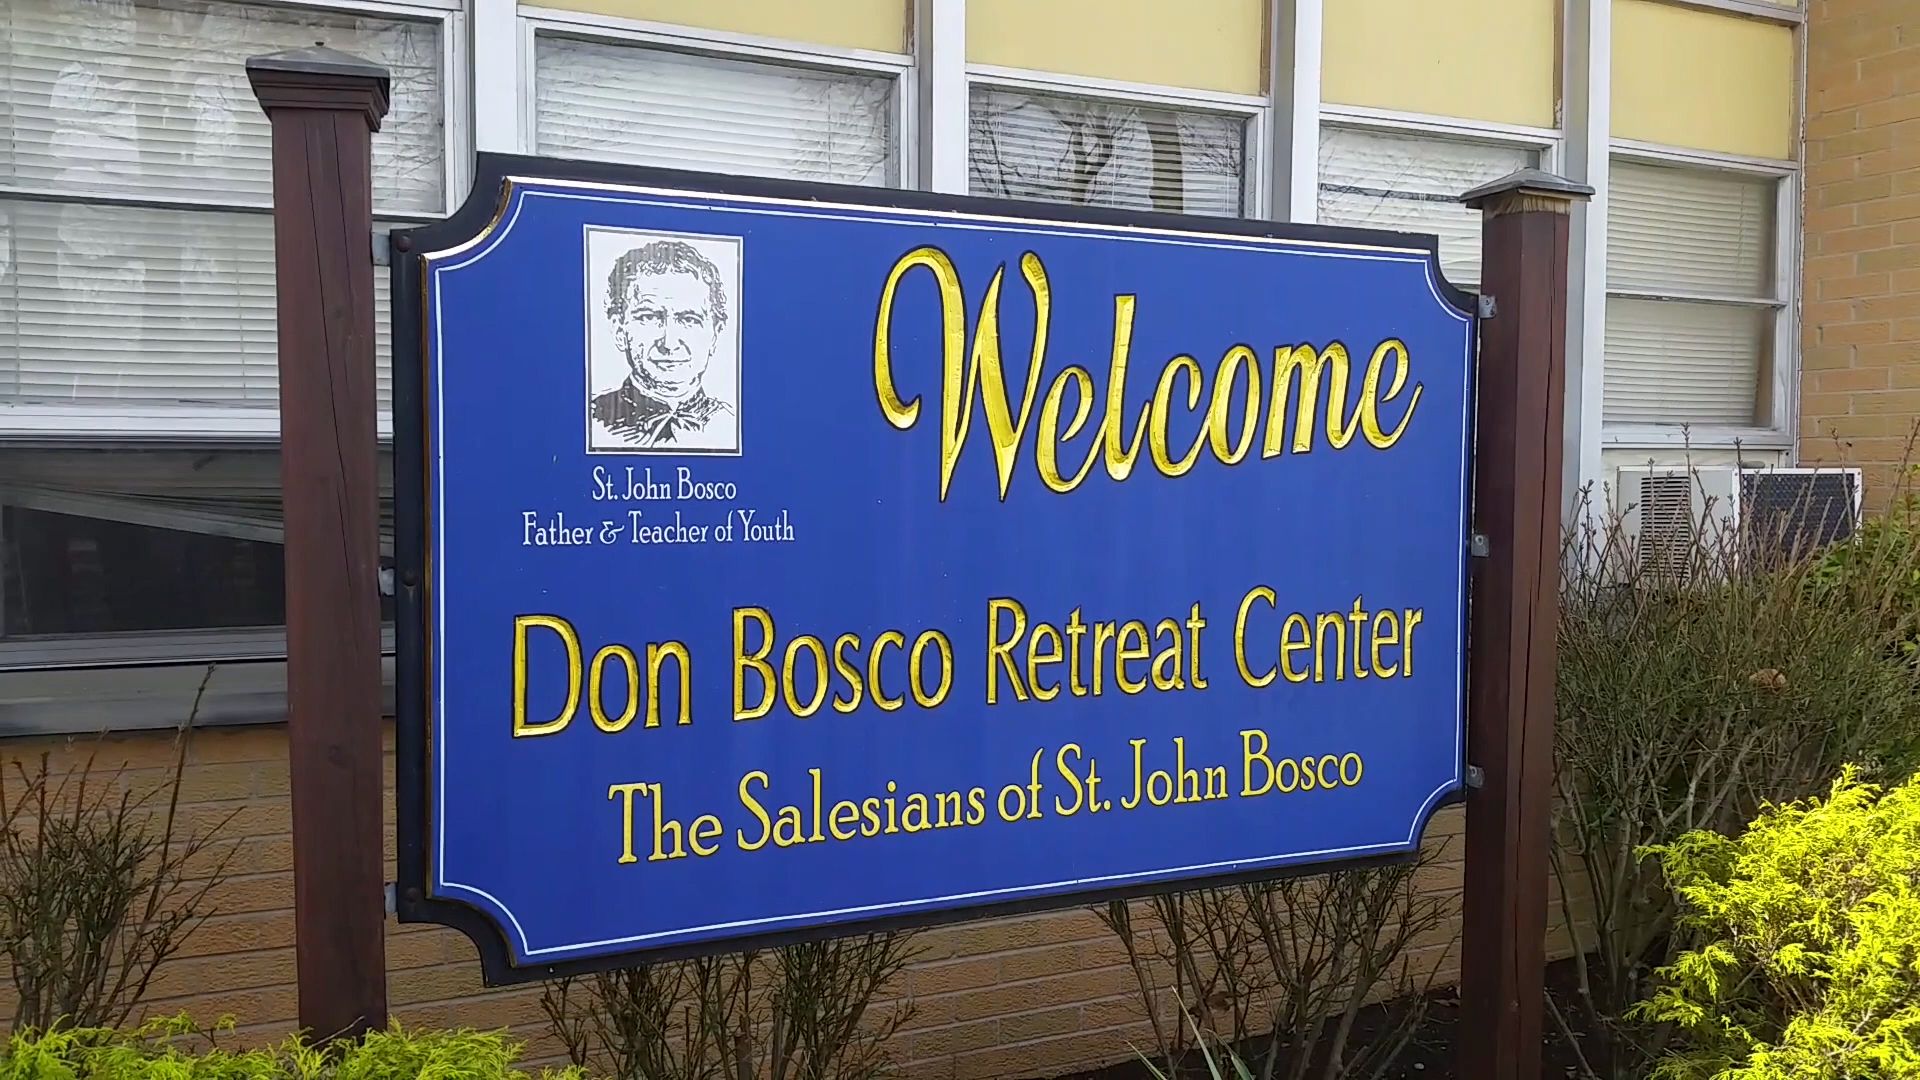 Welcome
St. John Bosco
Father & Teacher of Youth
Don Bosco Retreat Center
The Salesians of St. John Bosco